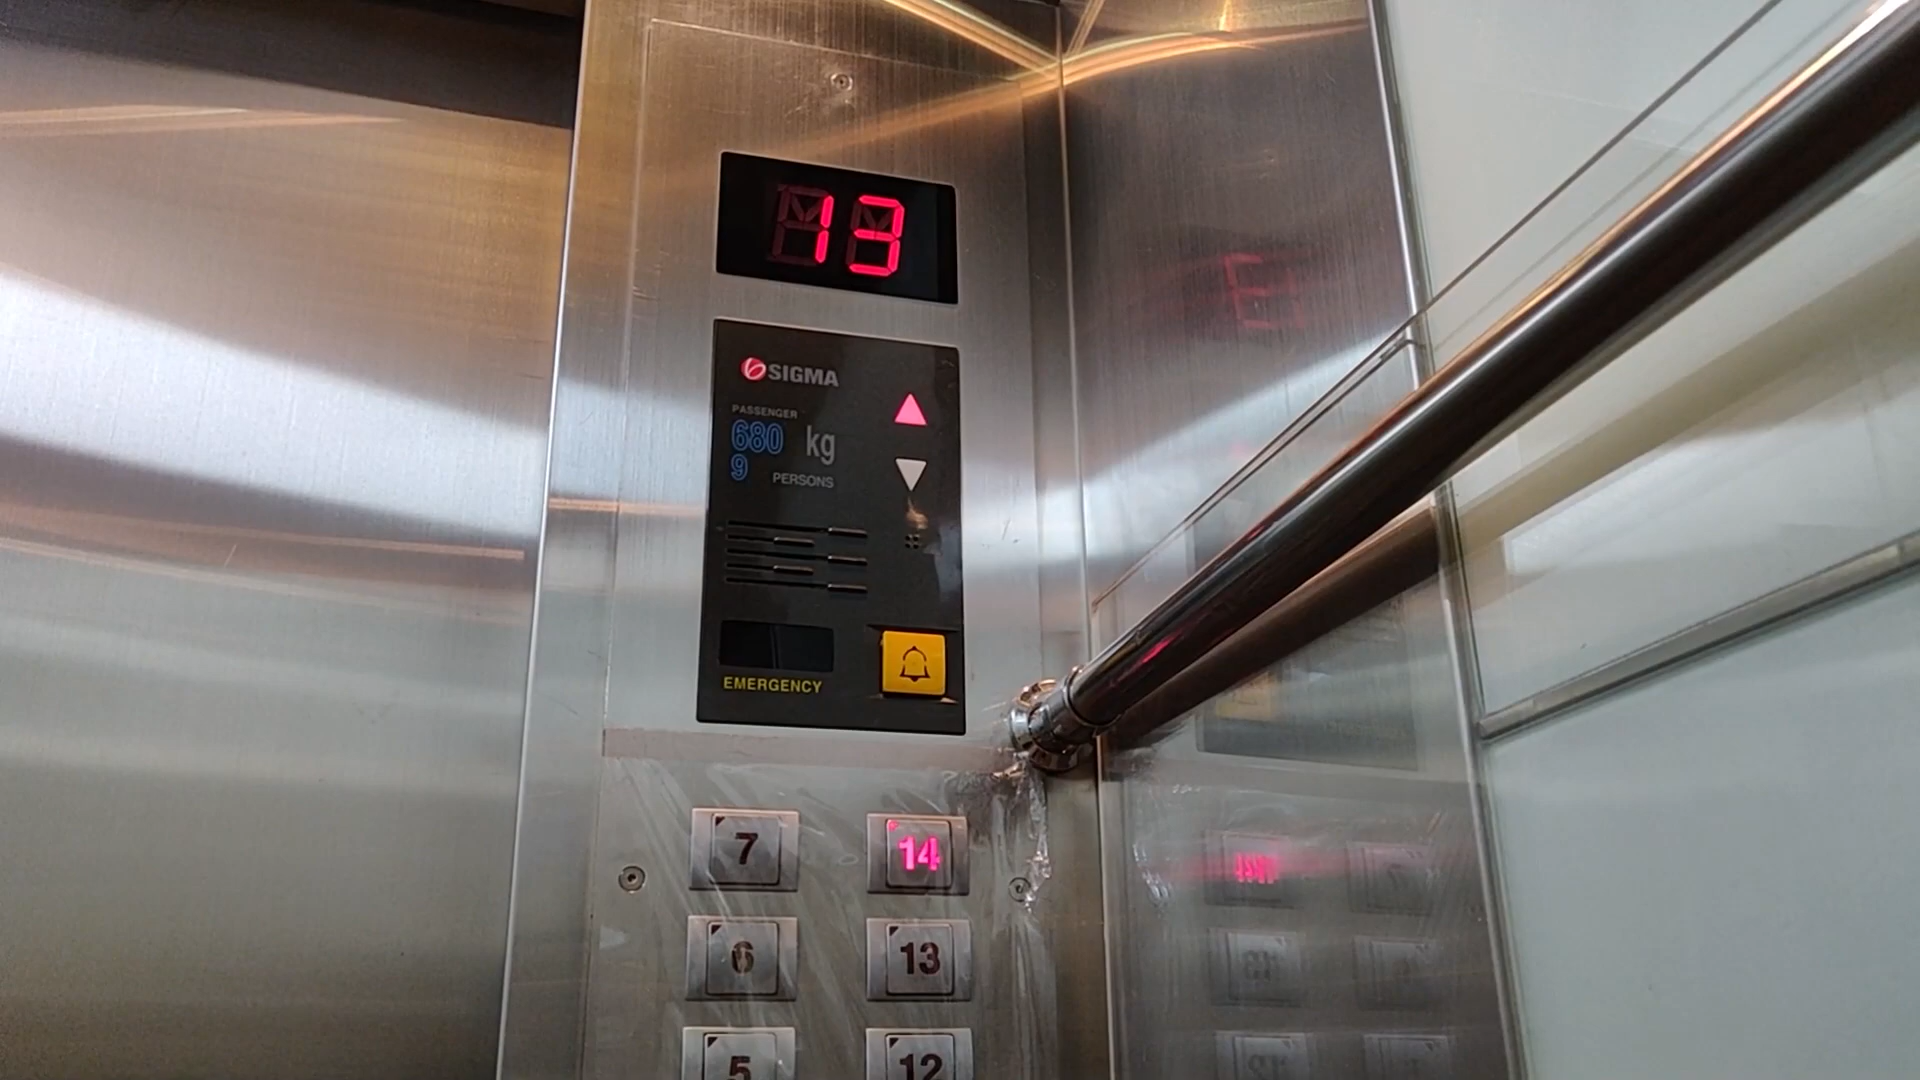 13
SIGMA
PASSENGER
680 kg
9 PERSONS
EMERGENCY
7 14
6 13
5 12